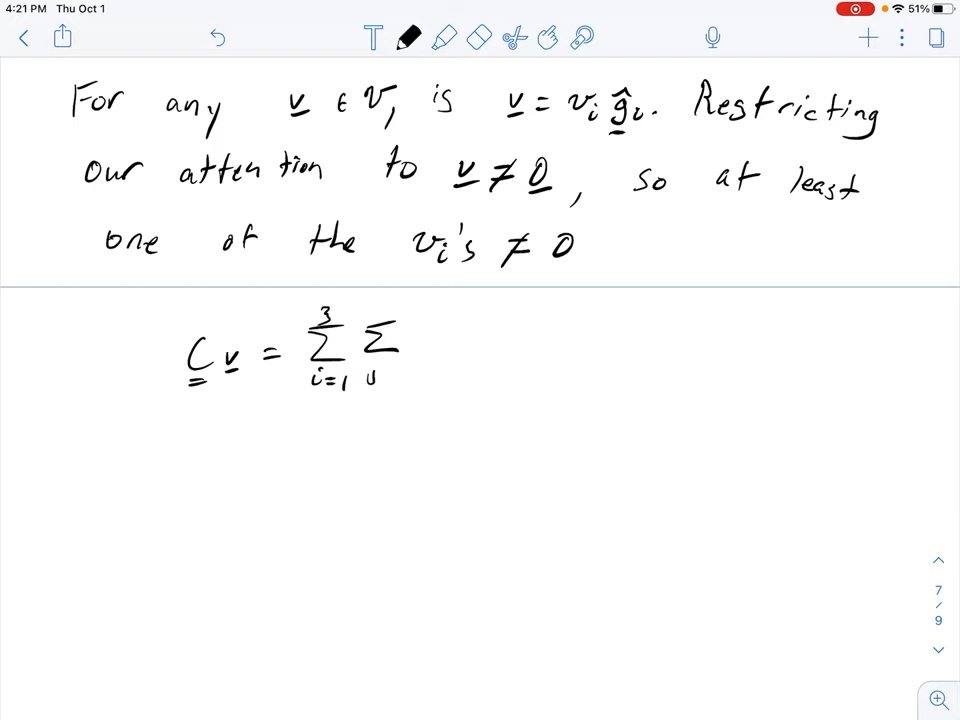 4:21 PM Thu Oct 1 51%
For any v ∈ V, is v = vᵢ ĝᵢ. Restricting
our attention to v ≠ 0, so at least
one of the vᵢ's ≠ 0
C v = Σ³ᵢ₌₁ Σ
7
/
9